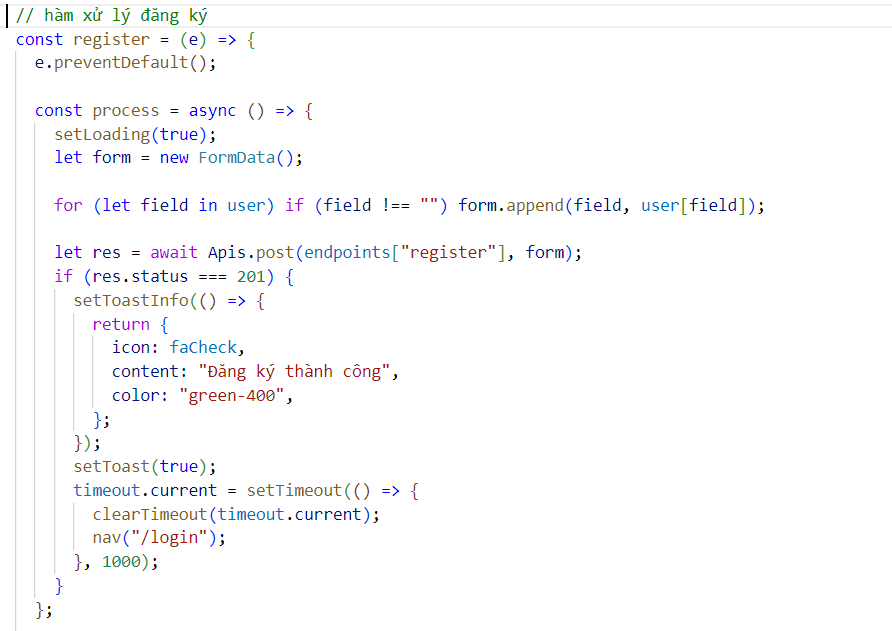 // hàm xử lý đăng ký
const register = (e) => {
  e.preventDefault();

  const process = async () => {
    setLoading(true);
    let form = new FormData();

    for (let field in user) if (field !== "") form.append(field, user[field]);

    let res = await Apis.post(endpoints["register"], form);
    if (res.status === 201) {
      setToastInfo(() => {
        return {
          icon: faCheck,
          content: "Đăng ký thành công",
          color: "green-400",
        };
      });
      setToast(true);
      timeout.current = setTimeout(() => {
        clearTimeout(timeout.current);
        nav("/login");
      }, 1000);
    }
  };